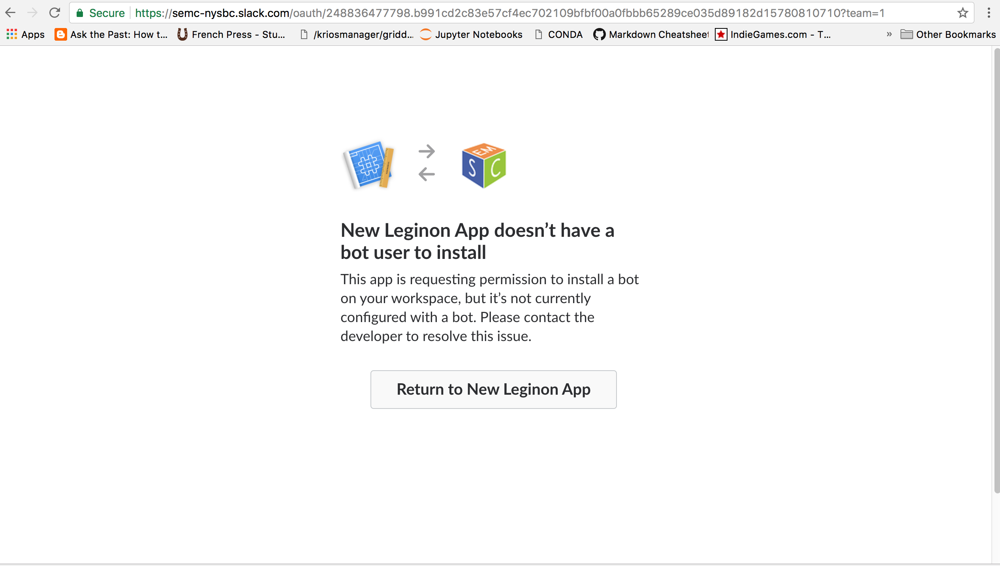 Secure https://semc-nysbc.slack.com/oauth/248836477798.b991cd2c83e57cf4ec702109bfbf00a0fbbb65289ce035d89182d15780810710?team=1
Apps Ask the Past: How t... French Press - Stu... /kriosmanager/gridd... Jupyter Notebooks CONDA Markdown Cheatsheet IndieGames.com - T... » Other Bookmarks
EM
S C
New Leginon App doesn’t have a
bot user to install
This app is requesting permission to install a bot
on your workspace, but it’s not currently
configured with a bot. Please contact the
developer to resolve this issue.
Return to New Leginon App